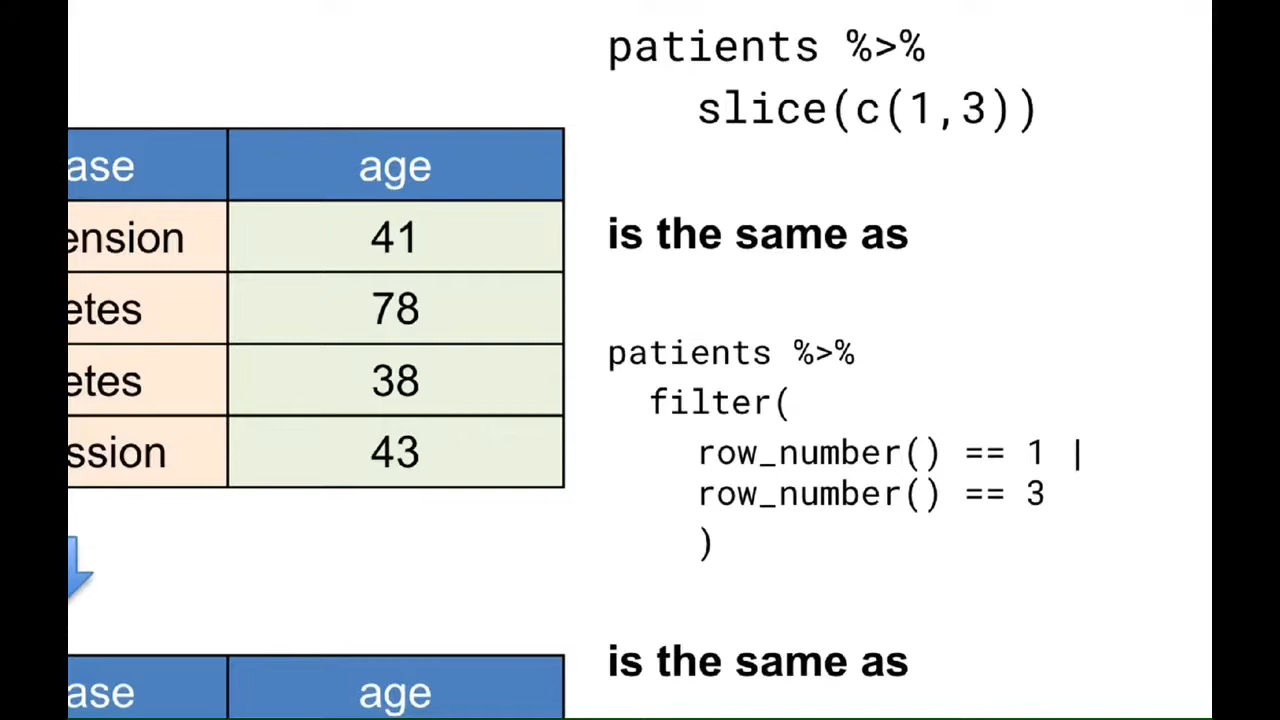 patients %>%
slice(c(1,3))
ase age
ension 41
etes 78
etes 38
ssion 43
is the same as
patients %>%
filter(
row_number() == 1 |
row_number() == 3
)
is the same as
ase age